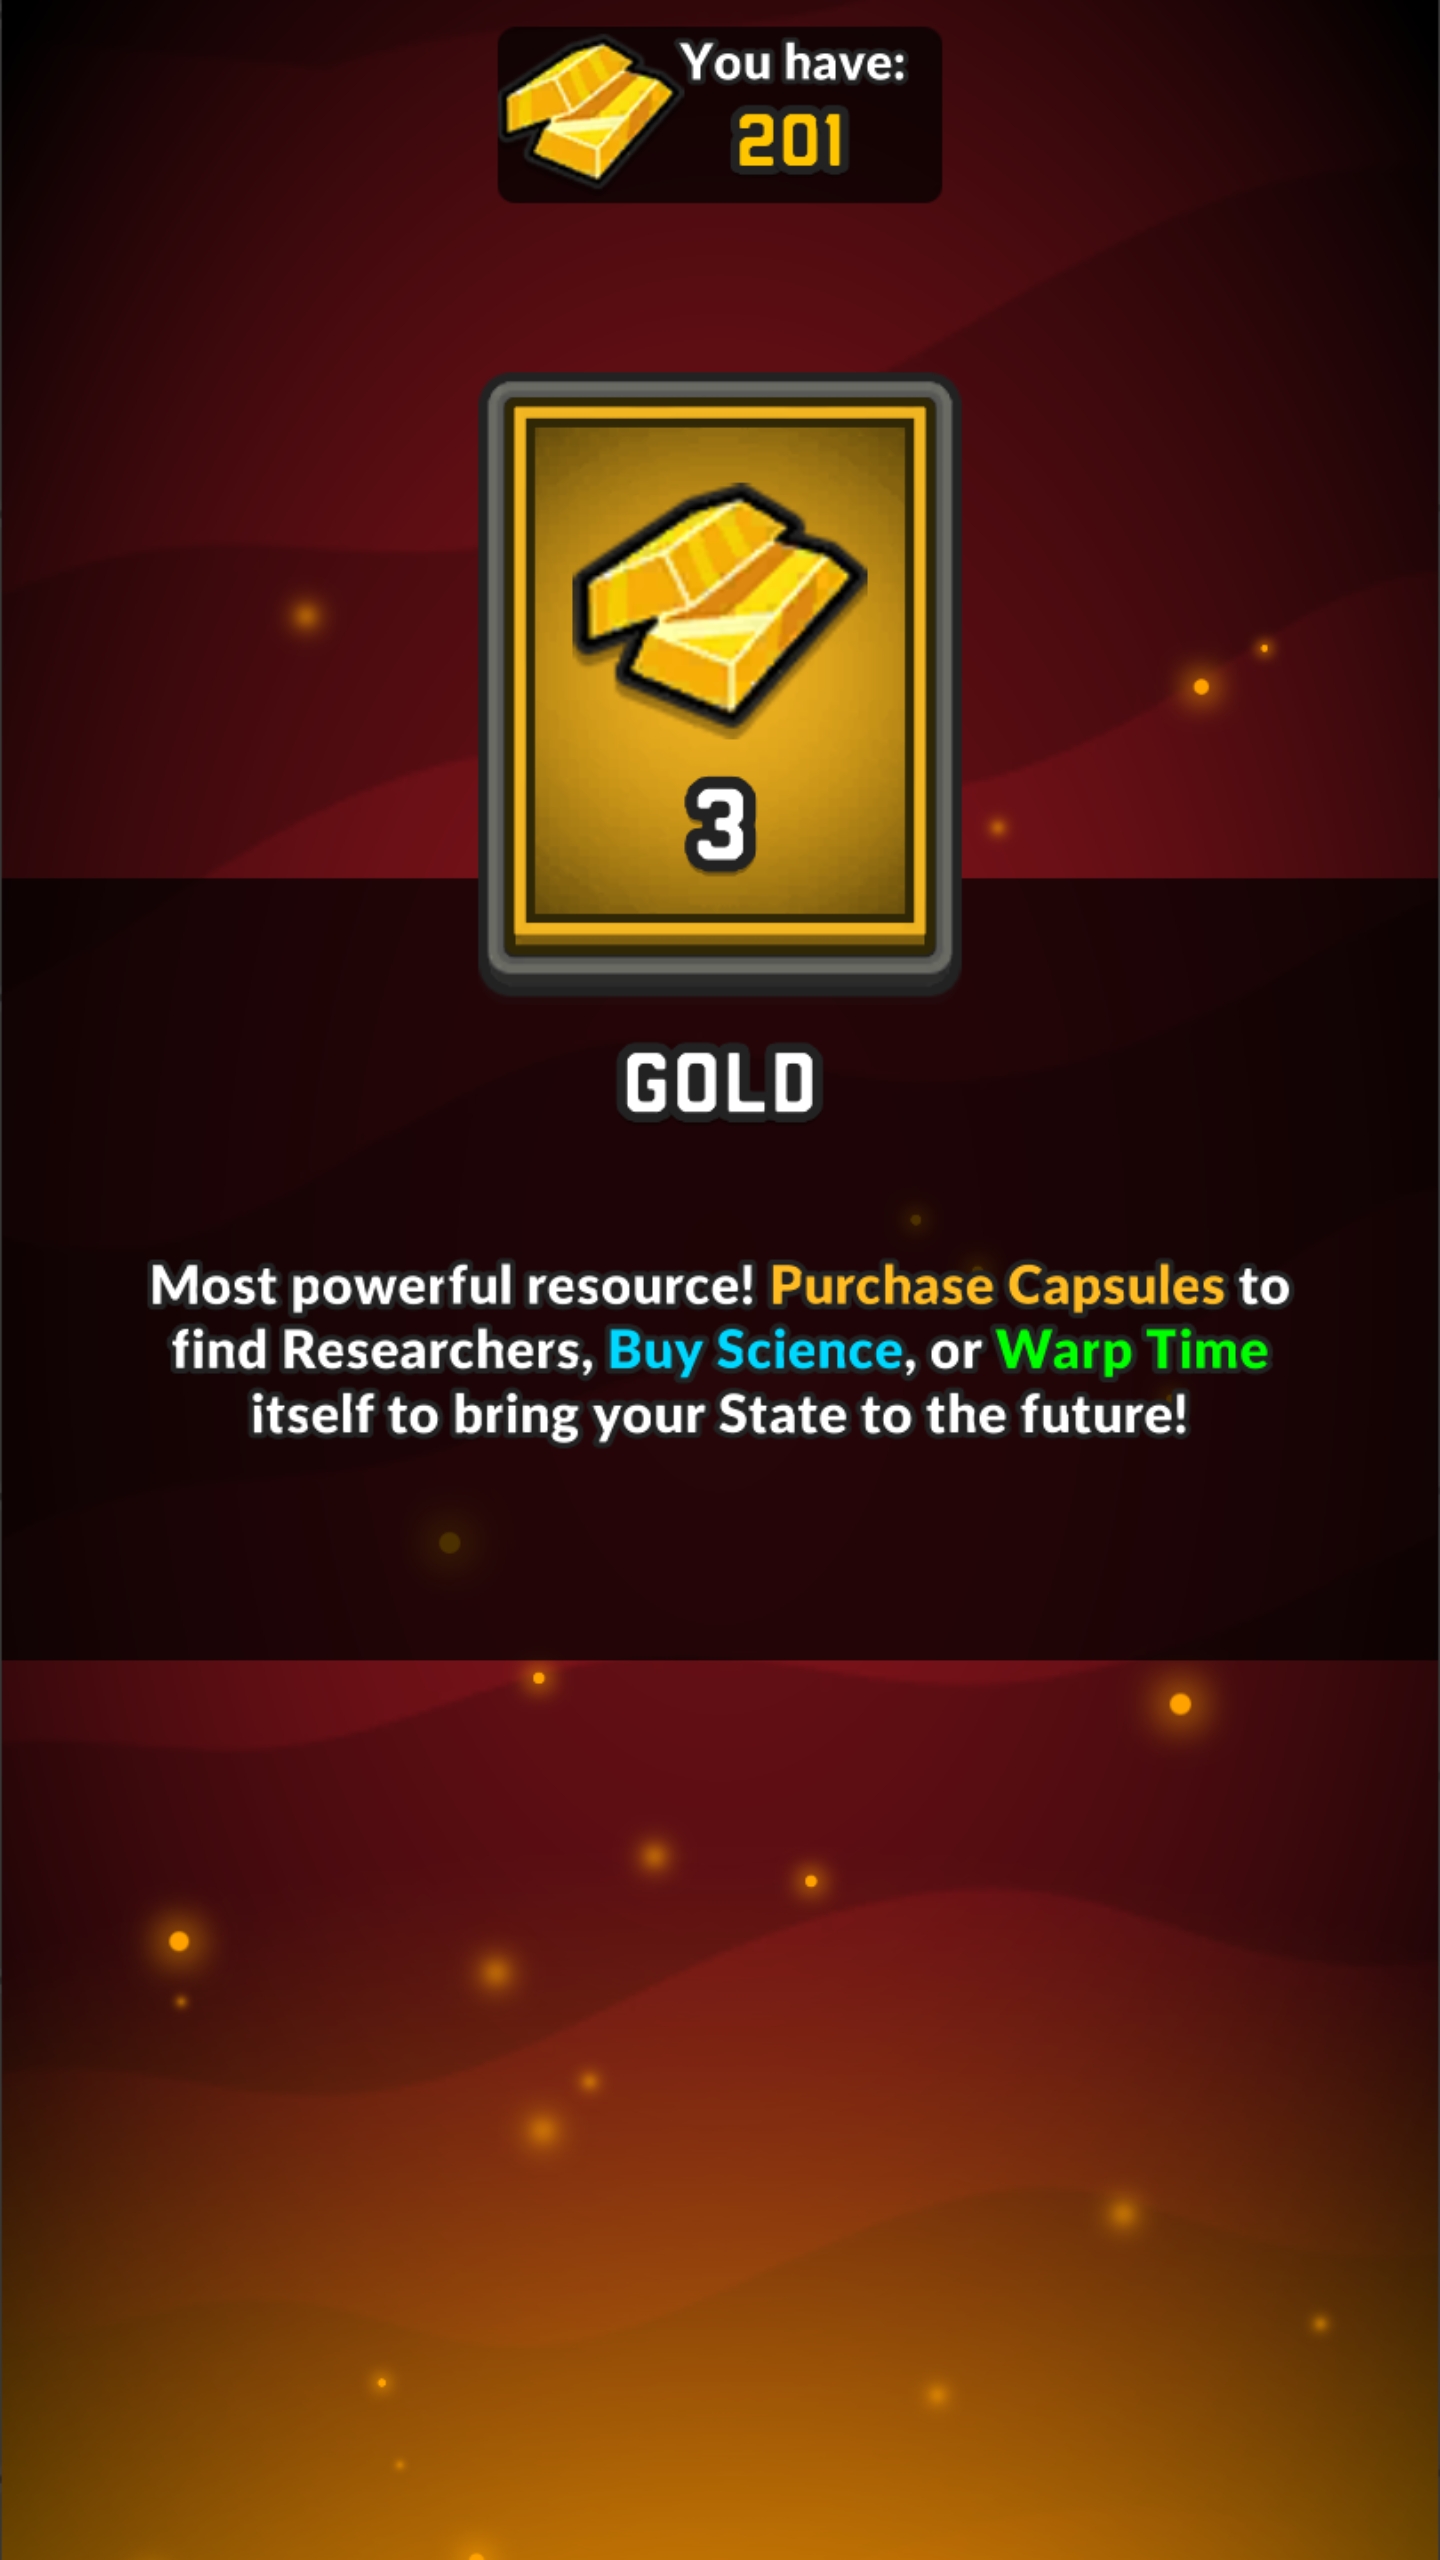 You have:
201
3
GOLD
Most powerful resource! Purchase Capsules to
find Researchers, Buy Science, or Warp Time
itself to bring your State to the future!